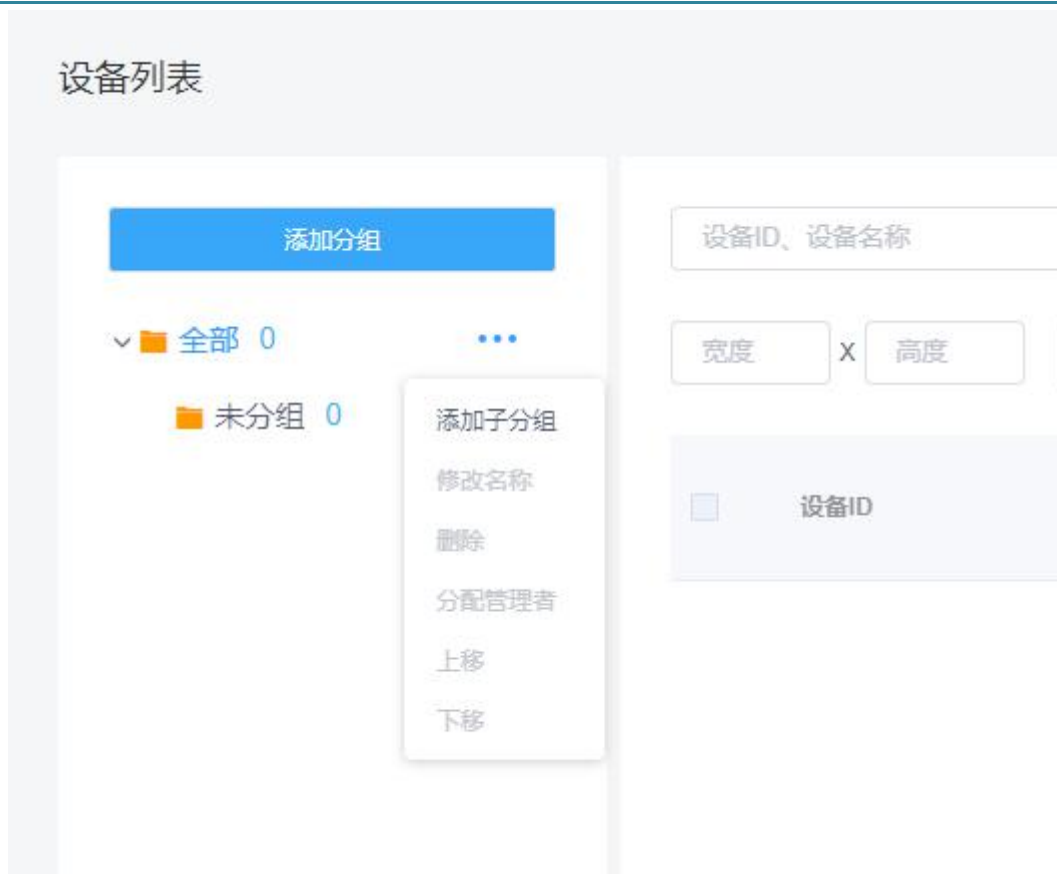 设备列表
添加分组
全部 0
未分组 0
添加子分组
修改名称
删除
分配管理者
上移
下移
设备ID、设备名称
宽度 X 高度
设备ID